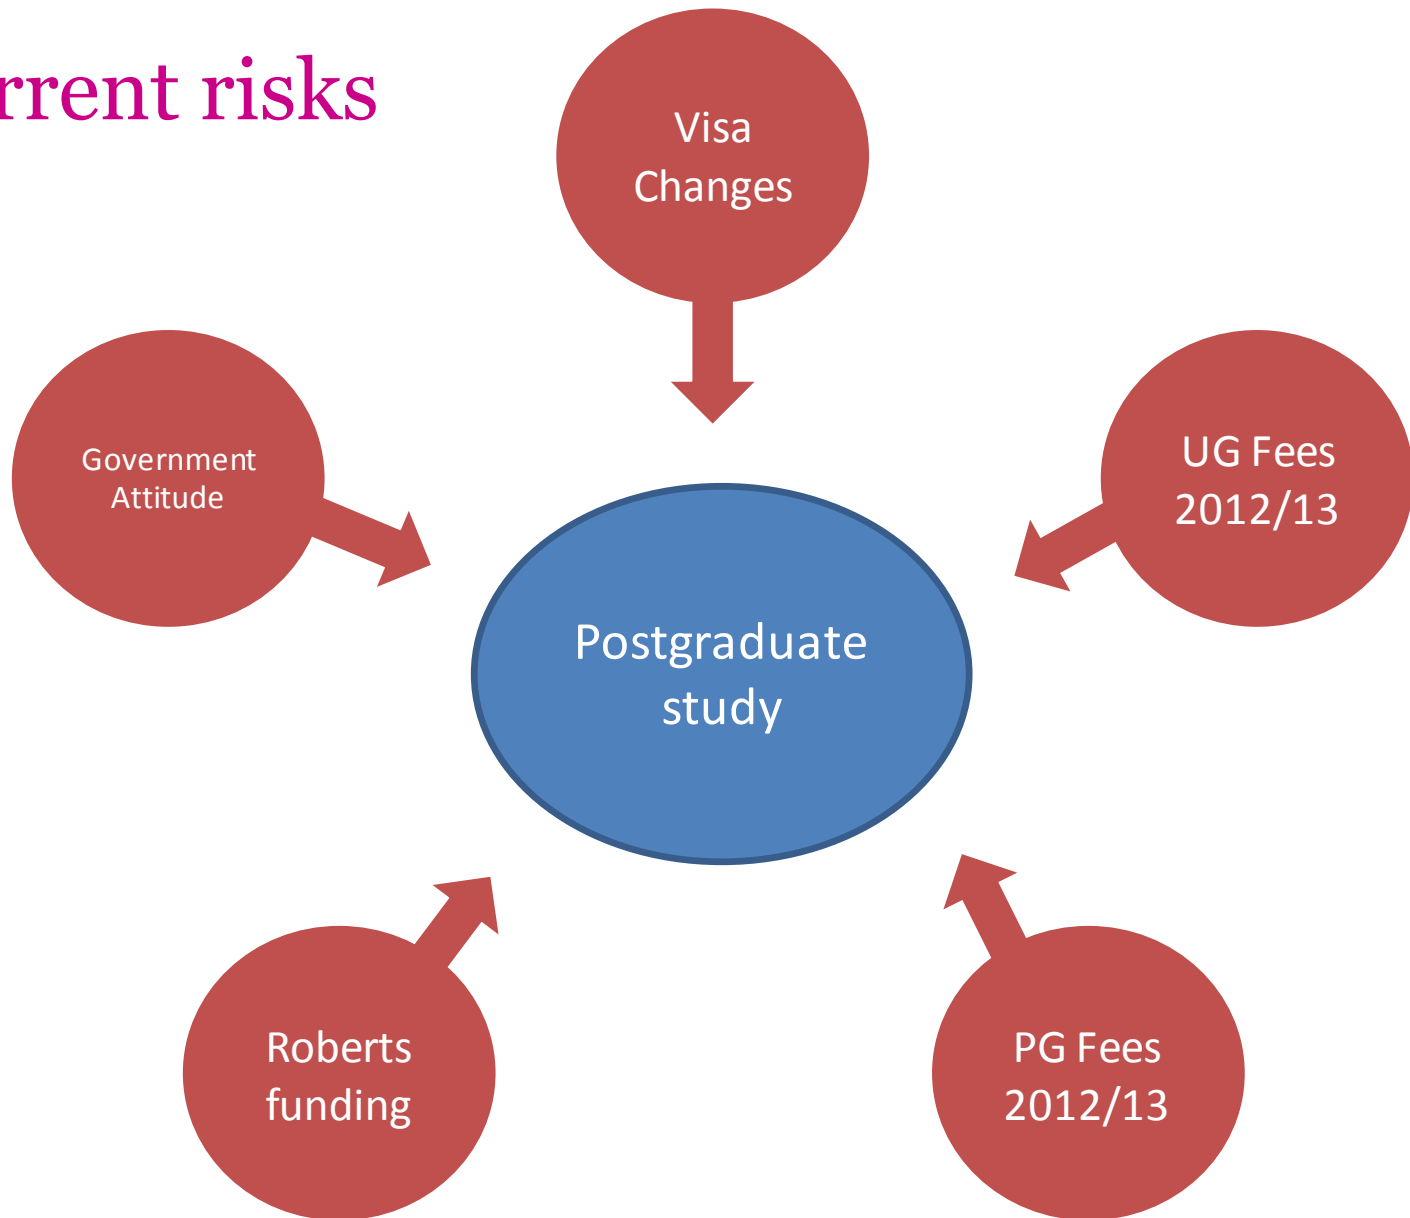 rrent risks
Visa
Changes
Government
Attitude
UG Fees
2012/13
Postgraduate
study
Roberts
funding
PG Fees
2012/13